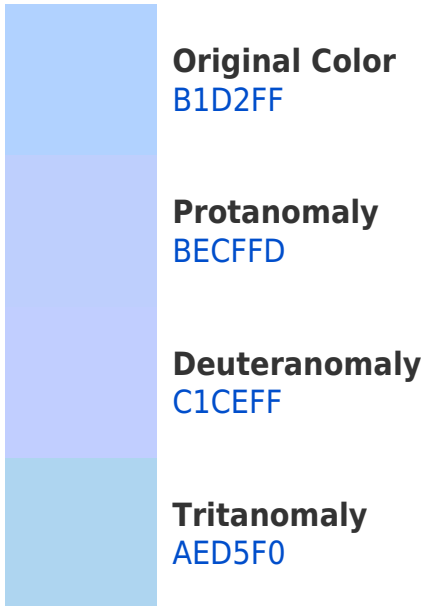 Original Color
B1D2FF
Protanomaly
BECFFD
Deuteranomaly
C1CEFF
Tritanomaly
AED5F0